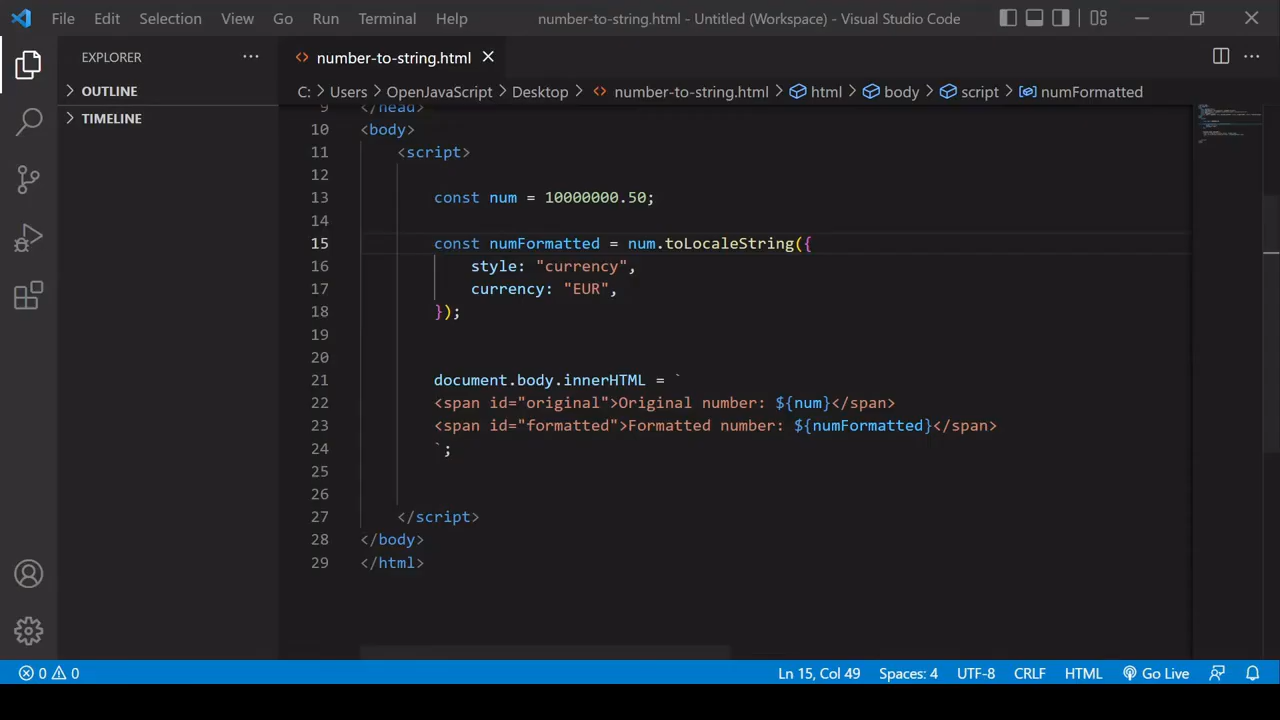 File Edit Selection View Go Run Terminal Help number-to-string.html - Untitled (Workspace) - Visual Studio Code
EXPLORER
OUTLINE
TIMELINE
number-to-string.html
C: > Users > OpenJavaScript > Desktop > number-to-string.html > html > body > script > numFormatted
9 </head>
10 <body>
11 <script>
12
13 const num = 10000000.50;
14
15 const numFormatted = num.toLocaleString({
16 style: "currency",
17 currency: "EUR",
18 });
19
20
21 document.body.innerHTML = `
22 <span id="original">Original number: ${num}</span>
23 <span id="formatted">Formatted number: ${numFormatted}</span>
24 `;
25
26
27 </script>
28 </body>
29 </html>
0 0 Ln 15, Col 49 Spaces: 4 UTF-8 CRLF HTML Go Live